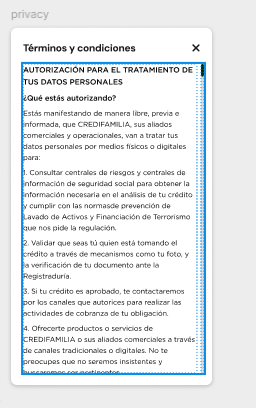 privacy
Términos y condiciones
AUTORIZACIÓN PARA EL TRATAMIENTO DE
TUS DATOS PERSONALES
¿Qué estás autorizando?
Estás manifestando de manera libre, previa e
informada, que CREDIFAMILIA, sus aliados
comerciales y operacionales, van a tratar tus
datos personales por medios físicos o digitales
para:
1. Consultar centrales de riesgos y centrales de
información de seguridad social para obtener la
información necesaria en el análisis de tu crédito
y cumplir con las normasde prevención de
Lavado de Activos y Financiación de Terrorismo
que nos pide la regulación.
2. Validar que seas tú quien está tomando el
crédito a través de mecanismos como tu foto, y
la verificación de tu documento ante la
Registraduría.
3. Si tu crédito es aprobado, te contactaremos
por los canales que autorices para realizar las
actividades de cobranza de tu obligación.
4. Ofrecerte productos o servicios de
CREDIFAMILIA o sus aliados comerciales a través
de canales tradicionales o digitales. No te
preocupes que no seremos insistentes y
buscaremos ser pertinentes